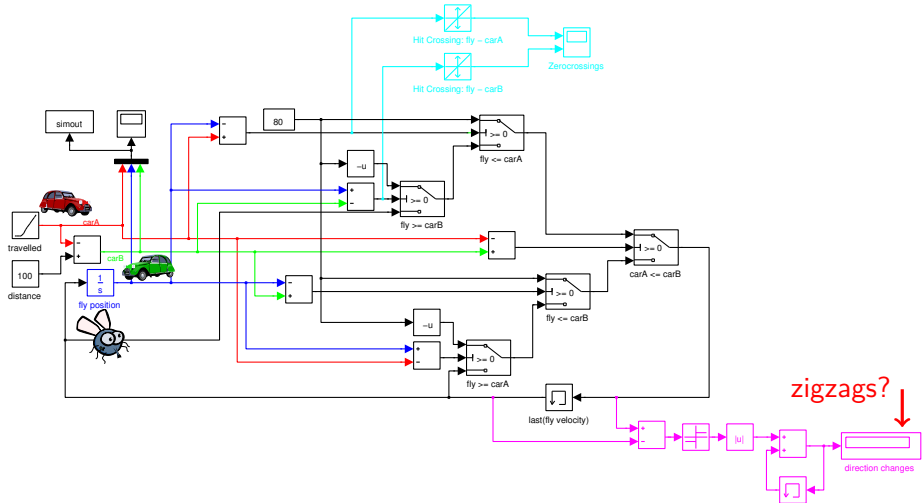 Hit Crossing: fly - carA
Hit Crossing: fly - carB
Zerocrossings
simout
80
-
+
>= 0
fly <= carA
-u
+
-
>= 0
fly >= carB
carA
travelled
-
+
carB
100
distance
1
s
fly position
-
+
>= 0
carA <= carB
-
+
>= 0
fly <= carB
-u
+
-
>= 0
fly >= carA
last(fly velocity)
zigzags?
+
-
|u|
+
+
direction changes